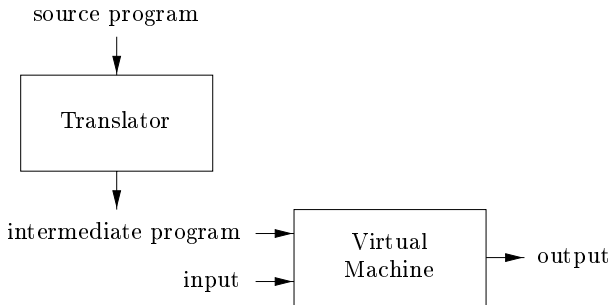 source program
Translator
intermediate program
input
Virtual
Machine
output